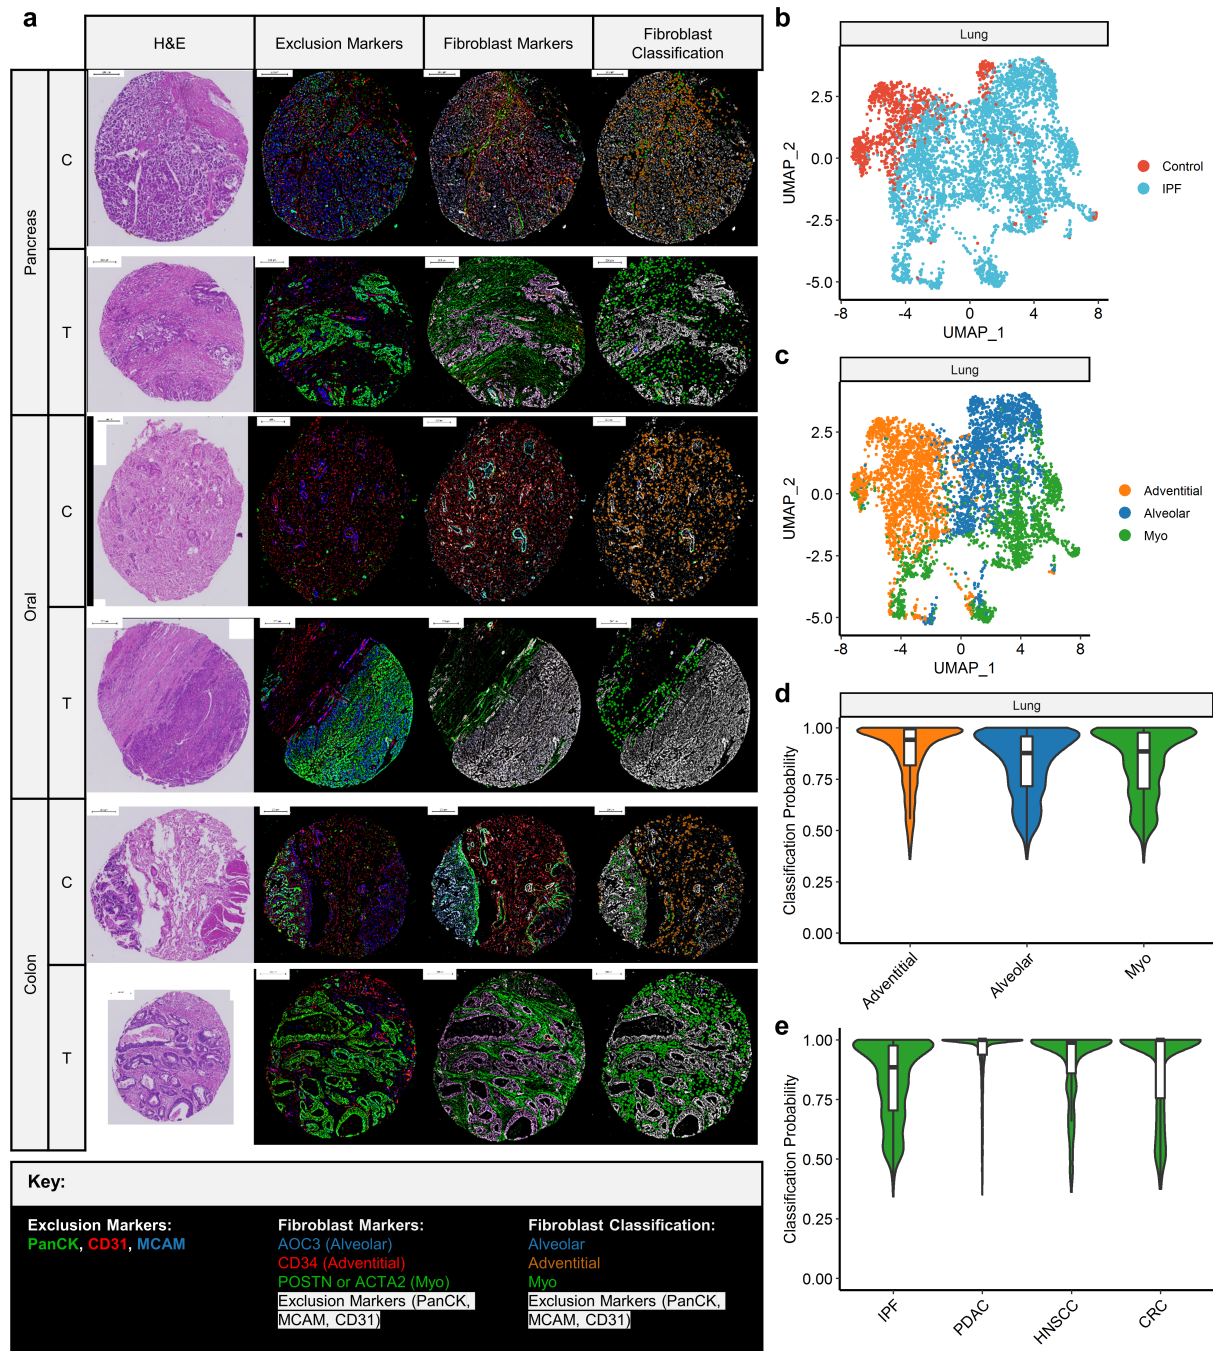 a
H&E
Exclusion Markers
Fibroblast Markers
Fibroblast
Classification
Pancreas
C
T
Oral
C
T
Colon
C
T
Key:
Exclusion Markers:
PanCK, CD31, MCAM
Fibroblast Markers:
AOC3 (Alveolar)
CD34 (Adventitial)
POSTN or ACTA2 (Myo)
Exclusion Markers (PanCK,
MCAM, CD31)
Fibroblast Classification:
Alveolar
Adventitial
Myo
Exclusion Markers (PanCK,
MCAM, CD31)
b
Lung
UMAP_2
2.5
0.0
-2.5
-5.0
-8
-4
0
4
8
UMAP_1
Control
IPF
c
Lung
UMAP_2
2.5
0.0
-2.5
-5.0
-8
-4
0
4
8
UMAP_1
Adventitial
Alveolar
Myo
d
Lung
Classification Probability
1.00
0.75
0.50
0.25
0.00
Adventitial
Alveolar
Myo
e
Classification Probability
1.00
0.75
0.50
0.25
0.00
IPF
PDAC
HNSCC
CRC